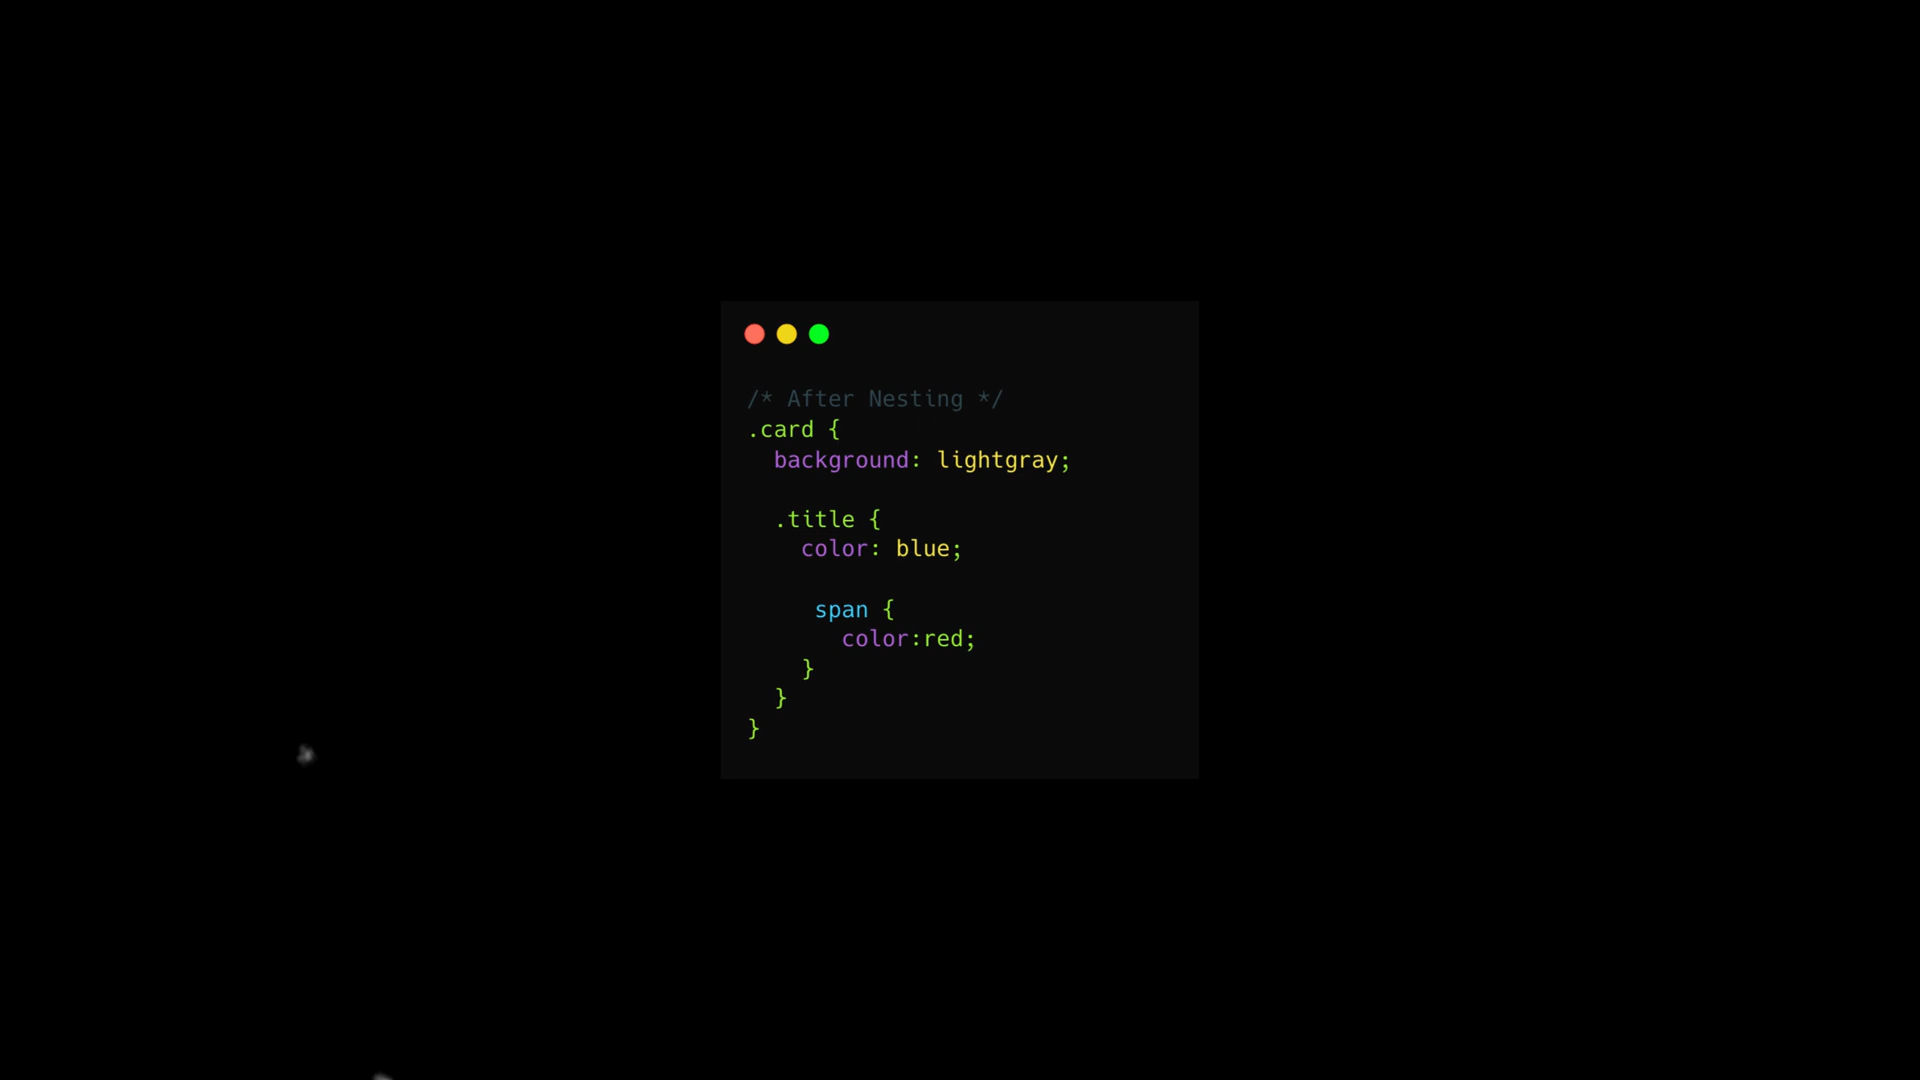 /* After Nesting */
.card {
  background: lightgray;

  .title {
    color: blue;

     span {
       color:red;
    }
  }
}